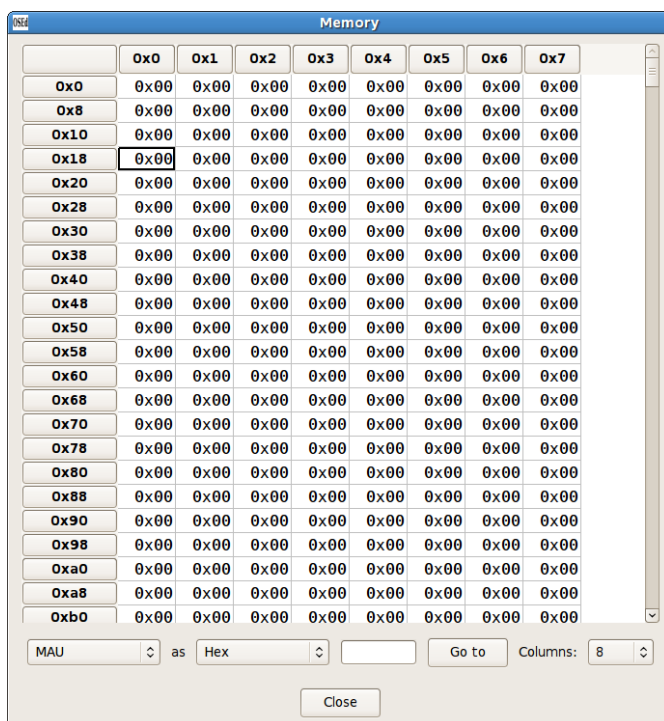 OSEd Memory
0x0 0x1 0x2 0x3 0x4 0x5 0x6 0x7
0x0 0x00 0x00 0x00 0x00 0x00 0x00 0x00 0x00
0x8 0x00 0x00 0x00 0x00 0x00 0x00 0x00 0x00
0x10 0x00 0x00 0x00 0x00 0x00 0x00 0x00 0x00
0x18 0x00 0x00 0x00 0x00 0x00 0x00 0x00 0x00
0x20 0x00 0x00 0x00 0x00 0x00 0x00 0x00 0x00
0x28 0x00 0x00 0x00 0x00 0x00 0x00 0x00 0x00
0x30 0x00 0x00 0x00 0x00 0x00 0x00 0x00 0x00
0x38 0x00 0x00 0x00 0x00 0x00 0x00 0x00 0x00
0x40 0x00 0x00 0x00 0x00 0x00 0x00 0x00 0x00
0x48 0x00 0x00 0x00 0x00 0x00 0x00 0x00 0x00
0x50 0x00 0x00 0x00 0x00 0x00 0x00 0x00 0x00
0x58 0x00 0x00 0x00 0x00 0x00 0x00 0x00 0x00
0x60 0x00 0x00 0x00 0x00 0x00 0x00 0x00 0x00
0x68 0x00 0x00 0x00 0x00 0x00 0x00 0x00 0x00
0x70 0x00 0x00 0x00 0x00 0x00 0x00 0x00 0x00
0x78 0x00 0x00 0x00 0x00 0x00 0x00 0x00 0x00
0x80 0x00 0x00 0x00 0x00 0x00 0x00 0x00 0x00
0x88 0x00 0x00 0x00 0x00 0x00 0x00 0x00 0x00
0x90 0x00 0x00 0x00 0x00 0x00 0x00 0x00 0x00
0x98 0x00 0x00 0x00 0x00 0x00 0x00 0x00 0x00
0xa0 0x00 0x00 0x00 0x00 0x00 0x00 0x00 0x00
0xa8 0x00 0x00 0x00 0x00 0x00 0x00 0x00 0x00
0xb0 0x00 0x00 0x00 0x00 0x00 0x00 0x00 0x00
MAU as Hex Go to Columns: 8
Close